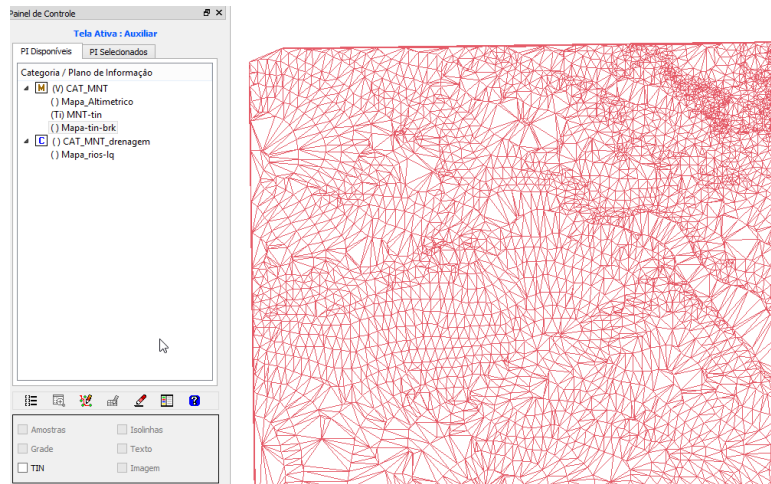 Painel de Controle
Tela Ativa : Auxiliar
PI Disponíveis PI Selecionados
Categoria / Plano de Informação
M (V) CAT_MNT
( ) Mapa_Altimetrico
(Ti) MNT-tin
( ) Mapa-tin-brk
C ( ) CAT_MNT_drenagem
( ) Mapa_rios-lq
?
Amostras Isolinhas
Grade Texto
TIN Imagem